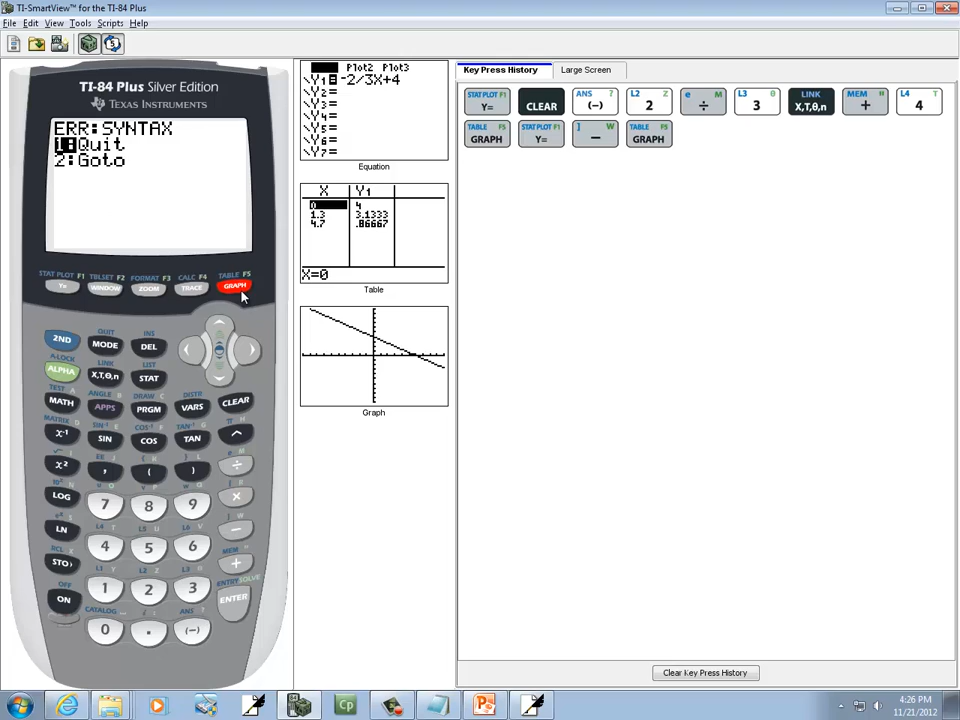 TI-SmartView™ for the TI-84 Plus
File Edit View Tools Scripts Help
TI-84 Plus Silver Edition
TEXAS INSTRUMENTS
ERR:SYNTAX
1:Quit
2:Goto
STAT PLOT F1 TBLSET F2 FORMAT F3 CALC F4 TABLE F5
Y= WINDOW ZOOM TRACE GRAPH
QUIT INS
2ND MODE DEL
A-LOCK LINK LIST
ALPHA X,T,θ,n STAT
TEST A ANGLE B DRAW C DISTR
MATH APPS PRGM VARS CLEAR
MATRIX D SIN⁻¹ E COS⁻¹ F TAN⁻¹ G π H
x⁻¹ SIN COS TAN ^
√ I EE J { K } L e M
x² , ( ) ÷
10ˣ N u O v P w Q [ R
LOG 7 8 9 ×
eˣ S L4 T L5 U L6 V ] W
LN 4 5 6 −
RCL X L1 Y L2 Z L3 θ MEM "
STO› 1 2 3 +
OFF CATALOG i : ANS ? ENTRY SOLVE
ON 0 . (-) ENTER
Plot2 Plot3
\Y1=-2/3X+4
\Y2=
\Y3=
\Y4=
\Y5=
\Y6=
\Y7=
Equation
X Y1
0 4
1.3 3.1333
4.7 .86667
X=0
Table
Graph
Key Press History Large Screen
STAT PLOT F1 ANS ? L2 Z e M L3 θ LINK MEM " L4 T
Y= CLEAR (-) 2 ÷ 3 X,T,θ,n + 4
TABLE F5 STAT PLOT F1 ] W TABLE F5
GRAPH Y= − GRAPH
Clear Key Press History
Cp
4:26 PM
11/21/2012